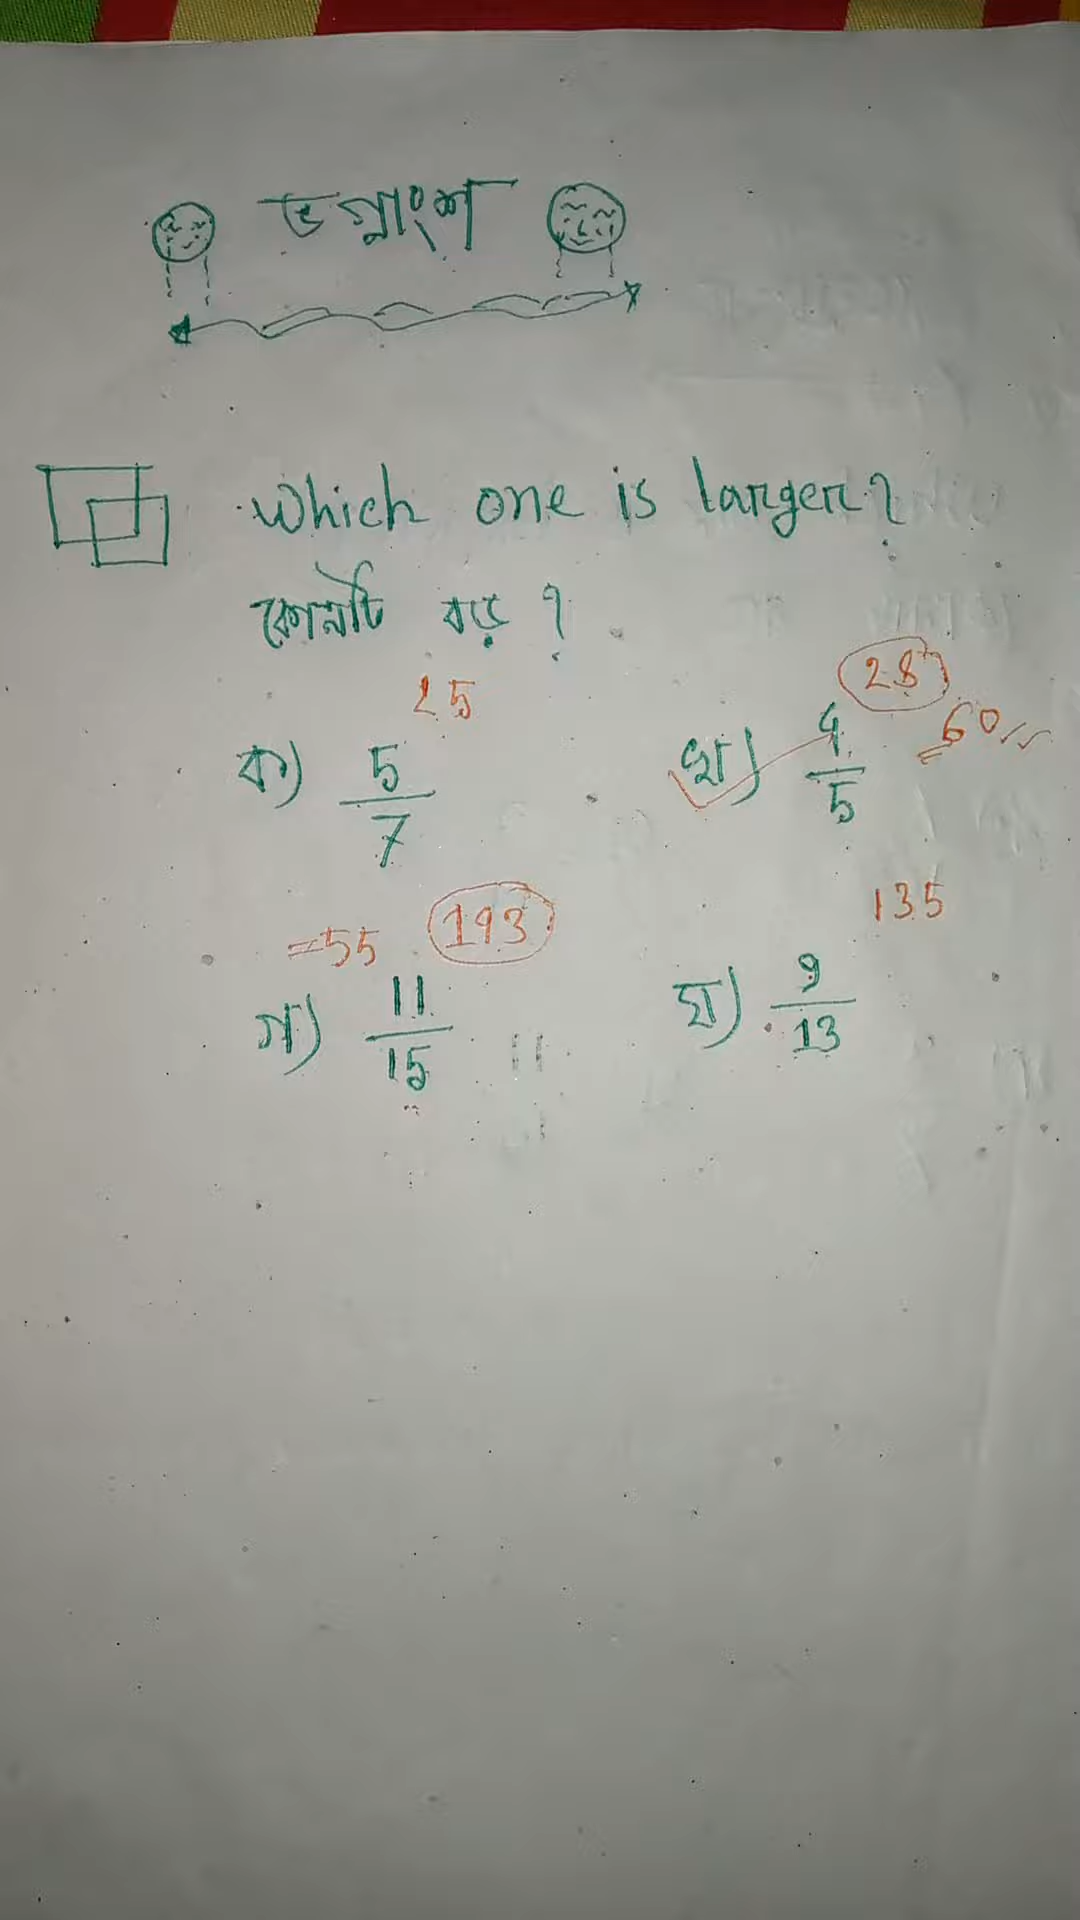 ভগ্নাংশ
Which one is larger?
কোনটি বড় ?
25 28
ক) 5/7 খ) 4/5 60
=55 143 135
গ) 11/15 ঘ) 9/13